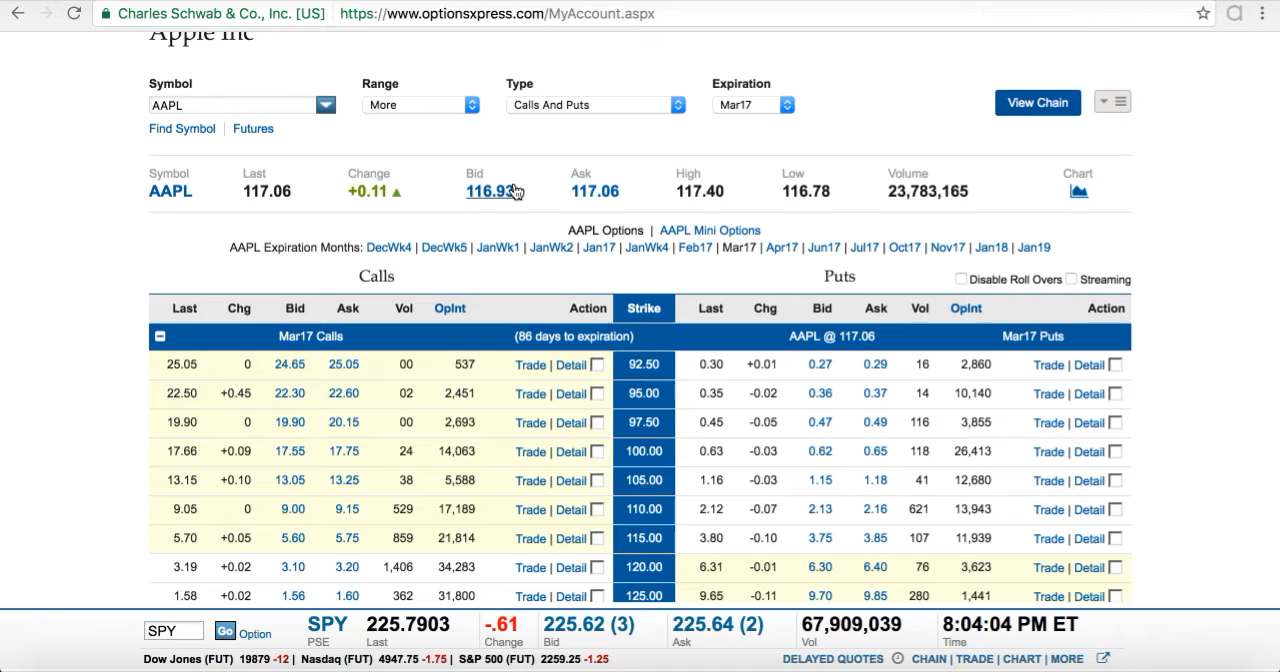 Charles Schwab & Co., Inc. [US] https://www.optionsxpress.com/MyAccount.aspx
Apple Inc
Symbol Range Type Expiration
AAPL More Calls And Puts Mar17 View Chain
Find Symbol | Futures
Symbol Last Change Bid Ask High Low Volume Chart
AAPL 117.06 +0.11 ▲ 116.93 117.06 117.40 116.78 23,783,165
AAPL Options | AAPL Mini Options
AAPL Expiration Months: DecWk4 | DecWk5 | JanWk1 | JanWk2 | Jan17 | JanWk4 | Feb17 | Mar17 | Apr17 | Jun17 | Jul17 | Oct17 | Nov17 | Jan18 | Jan19
Calls Puts Disable Roll Overs Streaming
Last Chg Bid Ask Vol OpInt Action Strike Last Chg Bid Ask Vol OpInt Action
Mar17 Calls (86 days to expiration) AAPL @ 117.06 Mar17 Puts
25.05 0 24.65 25.05 00 537 Trade | Detail 92.50 0.30 +0.01 0.27 0.29 16 2,860 Trade | Detail
22.50 +0.45 22.30 22.60 02 2,451 Trade | Detail 95.00 0.35 -0.02 0.36 0.37 14 10,140 Trade | Detail
19.90 0 19.90 20.15 00 2,693 Trade | Detail 97.50 0.45 -0.05 0.47 0.49 116 3,855 Trade | Detail
17.66 +0.09 17.55 17.75 24 14,063 Trade | Detail 100.00 0.63 -0.03 0.62 0.65 118 26,413 Trade | Detail
13.15 +0.10 13.05 13.25 38 5,588 Trade | Detail 105.00 1.16 -0.03 1.15 1.18 41 12,680 Trade | Detail
9.05 0 9.00 9.15 529 17,189 Trade | Detail 110.00 2.12 -0.07 2.13 2.16 621 13,943 Trade | Detail
5.70 +0.05 5.60 5.75 859 21,814 Trade | Detail 115.00 3.80 -0.10 3.75 3.85 107 11,939 Trade | Detail
3.19 +0.02 3.10 3.20 1,406 34,283 Trade | Detail 120.00 6.31 -0.01 6.30 6.40 76 3,623 Trade | Detail
1.58 +0.02 1.56 1.60 362 31,800 Trade | Detail 125.00 9.65 -0.11 9.70 9.85 280 1,441 Trade | Detail
SPY Go Option SPY 225.7903 -.61 225.62 (3) 225.64 (2) 67,909,039 8:04:04 PM ET
PSE Last Change Bid Ask Vol Time
Dow Jones (FUT) 19879 -12 | Nasdaq (FUT) 4947.75 -1.75 | S&P 500 (FUT) 2259.25 -1.25 DELAYED QUOTES CHAIN | TRADE | CHART | MORE